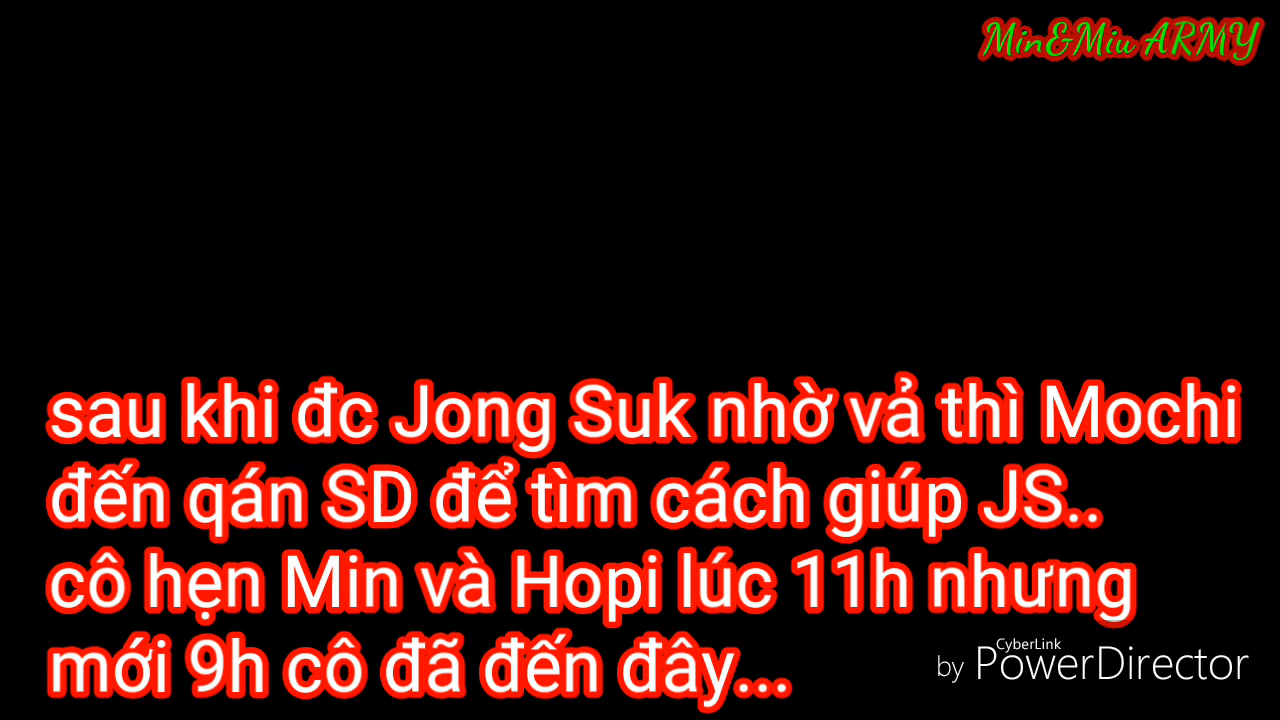 Min&Miu ARMY
sau khi đc Jong Suk nhờ vả thì Mochi
đến qán SD để tìm cách giúp JS..
cô hẹn Min và Hopi lúc 11h nhưng
mới 9h cô đã đến đây...
CyberLink
by PowerDirector